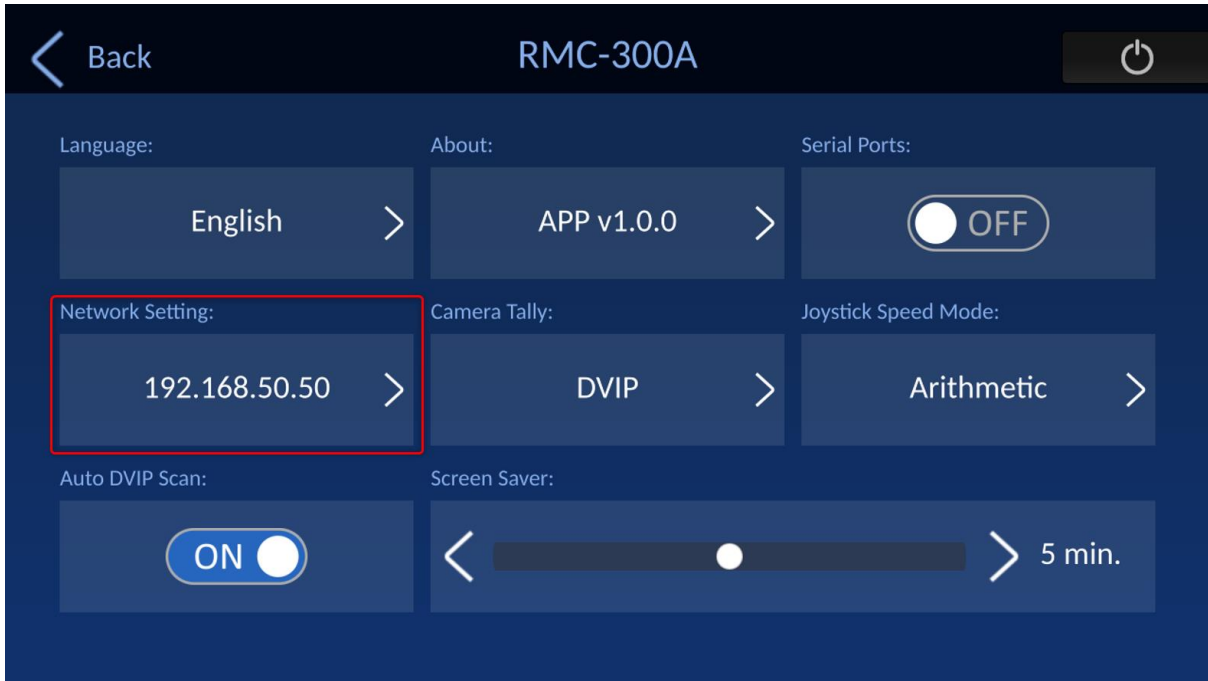 Back
RMC-300A
Language:
About:
Serial Ports:
English
APP v1.0.0
OFF
Network Setting:
Camera Tally:
Joystick Speed Mode:
192.168.50.50
DVIP
Arithmetic
Auto DVIP Scan:
Screen Saver:
ON
5 min.